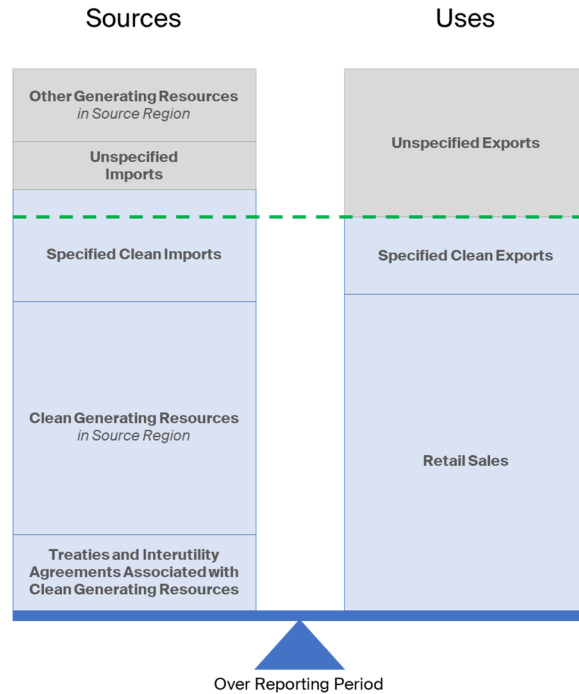 Sources
Uses
Other Generating Resources
in Source Region
Unspecified
Imports
Specified Clean Imports
Clean Generating Resources
in Source Region
Treaties and Interutility
Agreements Associated with
Clean Generating Resources
Unspecified Exports
Specified Clean Exports
Retail Sales
Over Reporting Period